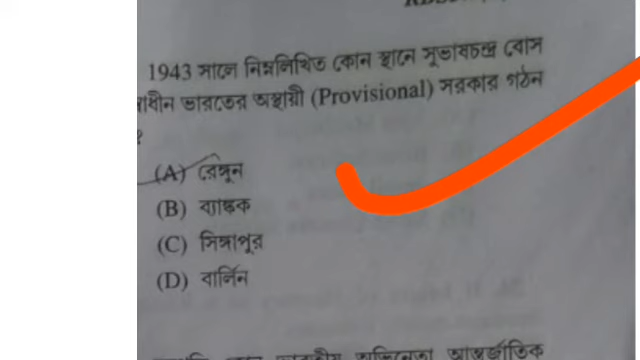 1943 সালে নিম্নলিখিত কোন স্থানে সুভাষচন্দ্র বোস
াধীন ভারতের অস্থায়ী (Provisional) সরকার গঠন
?
(A) রেঙ্গুন
(B) ব্যাঙ্কক
(C) সিঙ্গাপুর
(D) বার্লিন